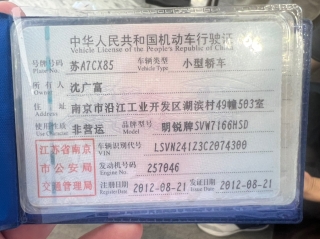 中华人民共和国机动车行驶证
Vehicle License of the People's Republic of China
号牌号码 苏A7CX85 车辆类型 小型轿车
Plate No. Vehicle Type
所有人 沈广富
Owner
住址 南京市沿江工业开发区湖滨村49幢503室
Address
使用性质 非营运 品牌型号 明锐牌SVW7166HSD
Use Character Model
江苏省南京 车辆识别代号 LSVN24123C2074300
VIN
市公安局 发动机号码 257046
Engine No.
交通管理局 注册日期 2012-08-21 发证日期 2012-08-21
Register Date Issue Date